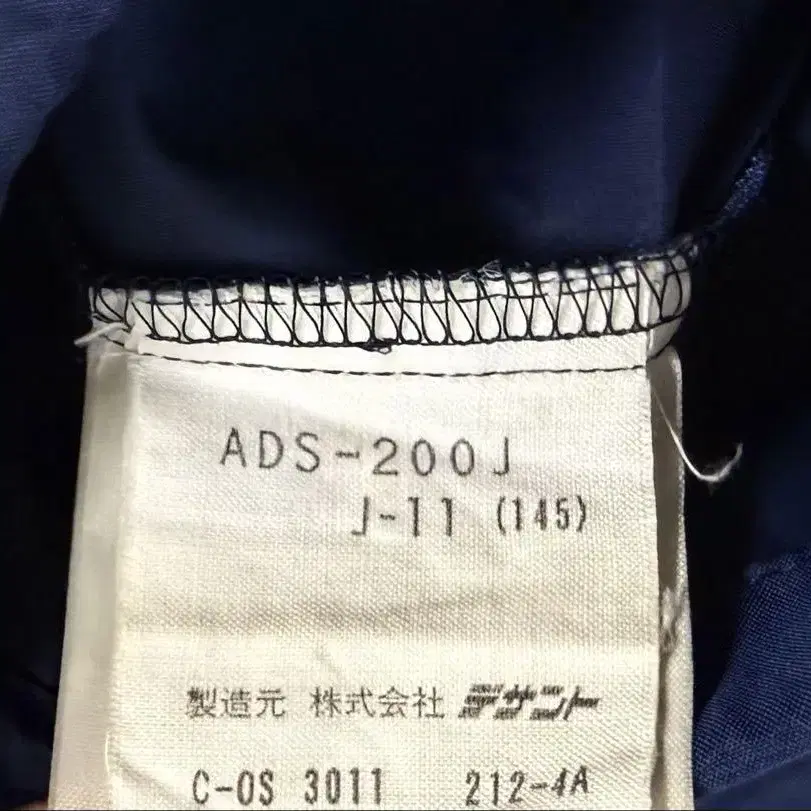 ADS-200J
J-11 (145)
製造元 株式会社 デサント
C-OS 3011 212-4A